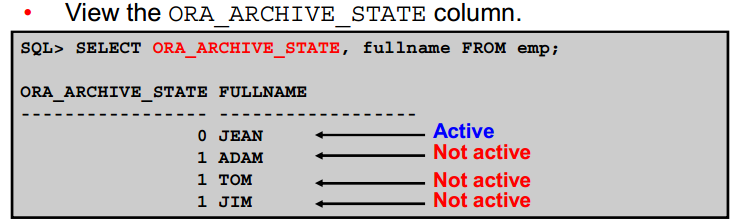 • View the ORA_ARCHIVE_STATE column.
SQL> SELECT ORA_ARCHIVE_STATE, fullname FROM emp;
ORA_ARCHIVE_STATE FULLNAME
----------------- ------------------
0 JEAN Active
1 ADAM Not active
1 TOM Not active
1 JIM Not active